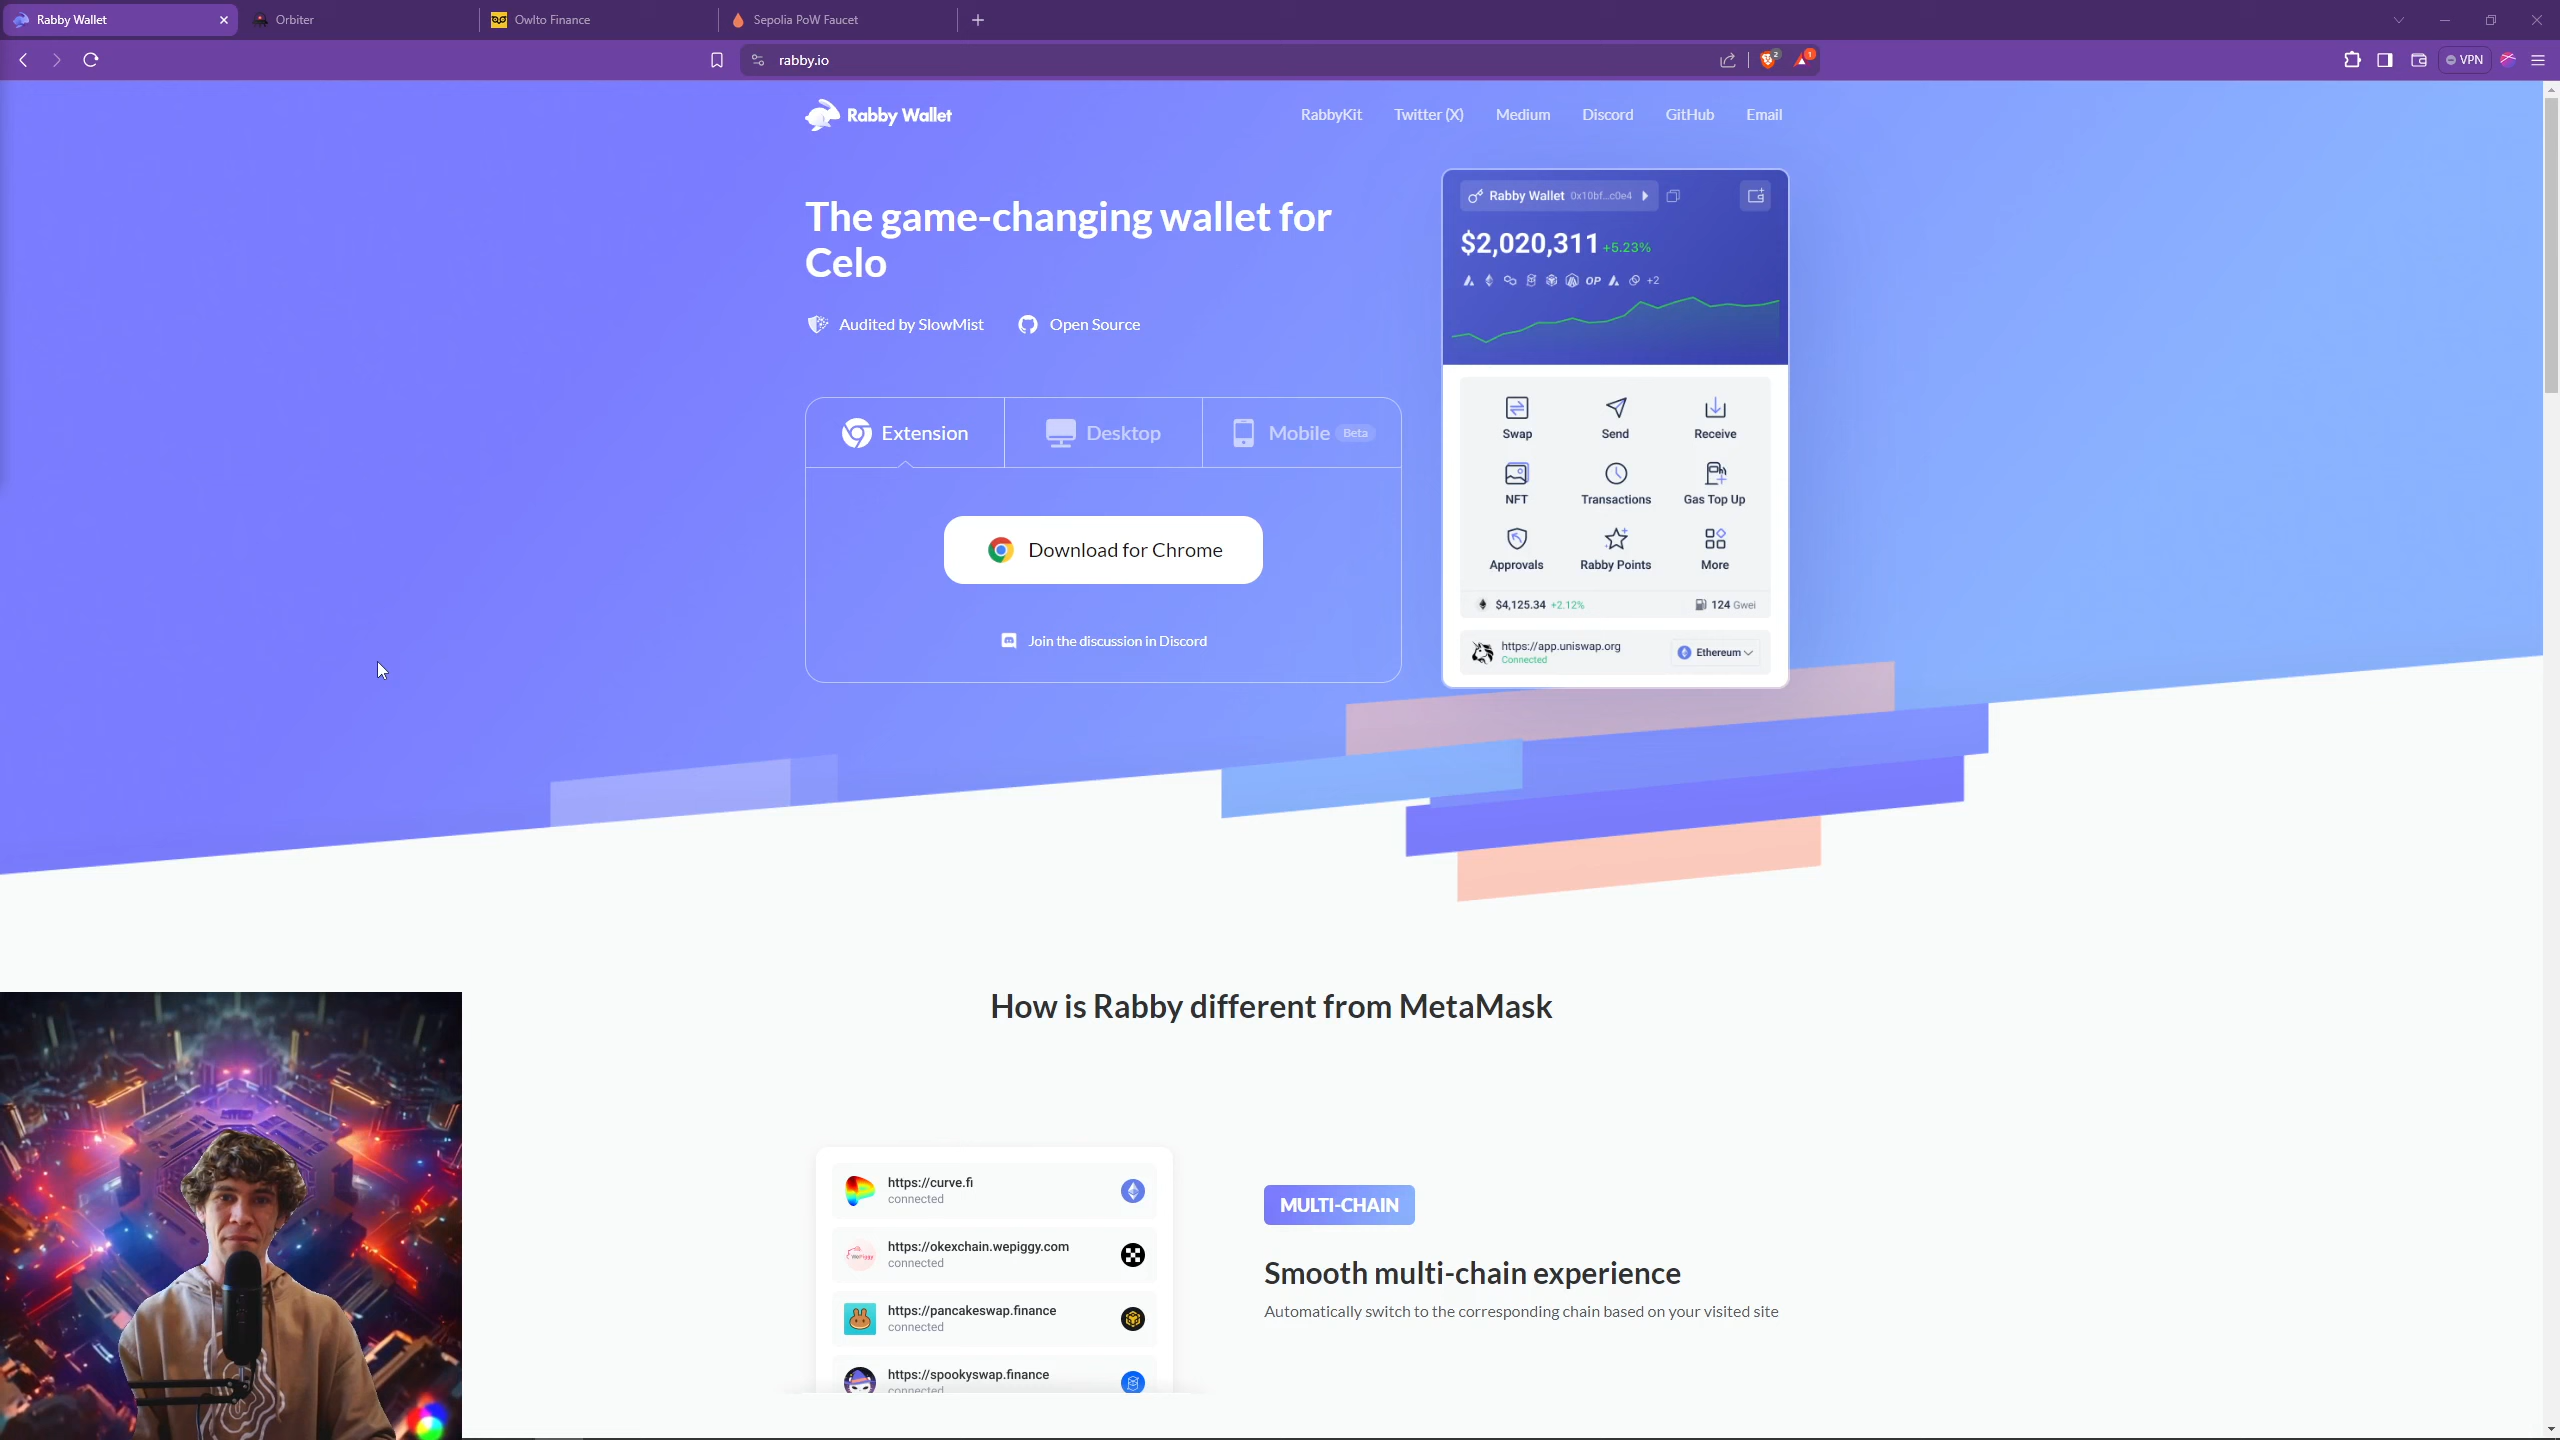 Rabby Wallet
Orbiter
Owlto Finance
Sepolia PoW Faucet
rabby.io
2
1
VPN
Rabby Wallet
RabbyKit
Twitter (X)
Medium
Discord
GitHub
Email
The game-changing wallet for
Celo
Audited by SlowMist
Open Source
Extension
Desktop
Mobile Beta
Download for Chrome
Join the discussion in Discord
Rabby Wallet 0x10bf...c0e4
$2,020,311 +5.23%
OP
+2
Swap
Send
Receive
NFT
Transactions
Gas Top Up
Approvals
Rabby Points
More
$4,125.34 +2.12%
124 Gwei
https://app.uniswap.org
Connected
Ethereum
How is Rabby different from MetaMask
https://curve.fi
connected
https://okexchain.wepiggy.com
connected
https://pancakeswap.finance
connected
https://spookyswap.finance
connected
MULTI-CHAIN
Smooth multi-chain experience
Automatically switch to the corresponding chain based on your visited site